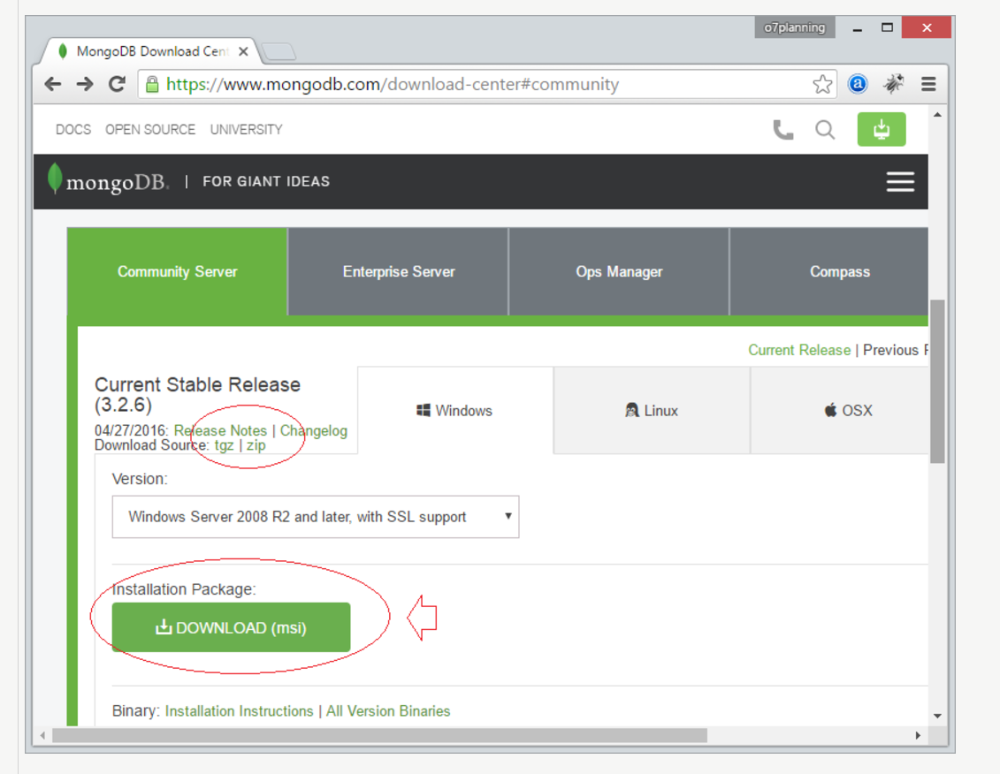 o7planning
MongoDB Download Cent
https://www.mongodb.com/download-center#community
DOCS OPEN SOURCE UNIVERSITY
mongoDB. | FOR GIANT IDEAS
Community Server
Enterprise Server
Ops Manager
Compass
Current Release | Previous
Current Stable Release
(3.2.6)
04/27/2016: Release Notes | Changelog
Download Source: tgz | zip
Windows
Linux
OSX
Version:
Windows Server 2008 R2 and later, with SSL support
Installation Package:
DOWNLOAD (msi)
Binary: Installation Instructions | All Version Binaries